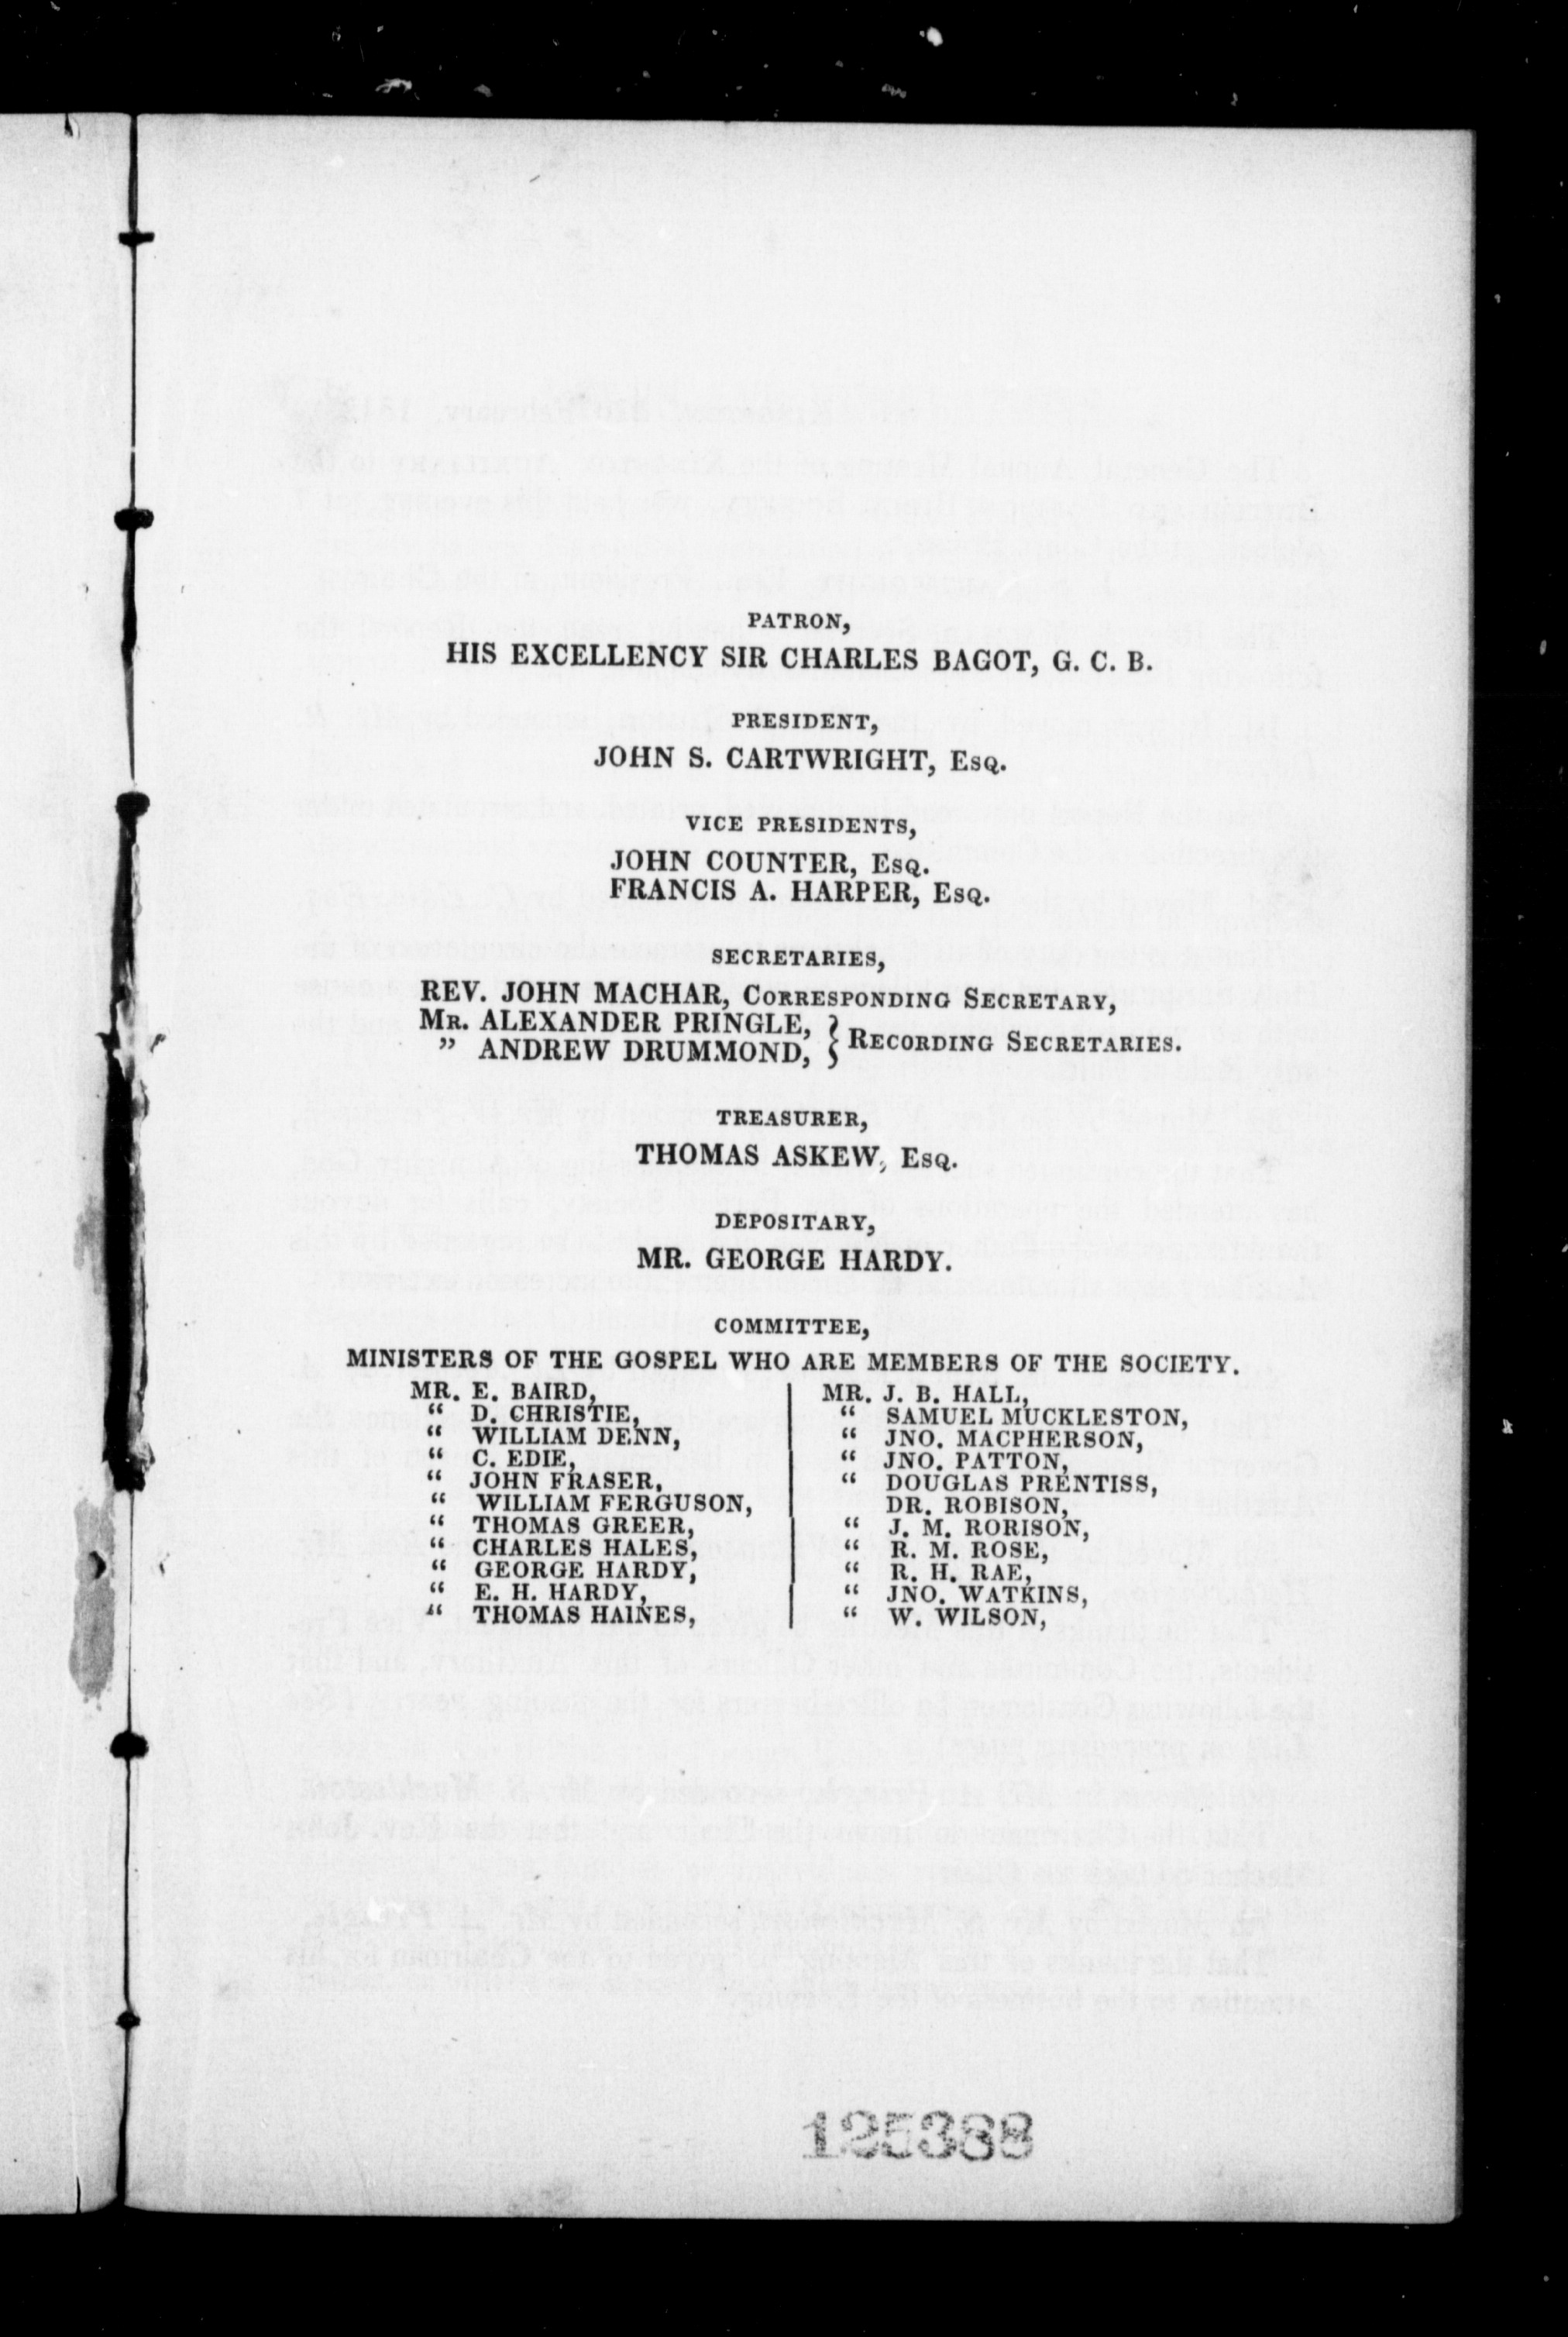 PATRON,
HIS EXCELLENCY SIR CHARLES BAGOT, G. C. B.
PRESIDENT,
JOHN S. CARTWRIGHT, Esq.
VICE PRESIDENTS,
JOHN COUNTER, Esq.
FRANCIS A. HARPER, Esq.
SECRETARIES,
REV. JOHN MACHAR, Corresponding Secretary,
Mr. ALEXANDER PRINGLE,
” ANDREW DRUMMOND, } Recording Secretaries.
TREASURER,
THOMAS ASKEW, Esq.
DEPOSITARY,
MR. GEORGE HARDY.
COMMITTEE,
MINISTERS OF THE GOSPEL WHO ARE MEMBERS OF THE SOCIETY.
MR. E. BAIRD,
“ D. CHRISTIE,
“ WILLIAM DENN,
“ C. EDIE,
“ JOHN FRASER,
“ WILLIAM FERGUSON,
“ THOMAS GREER,
“ CHARLES HALES,
“ GEORGE HARDY,
“ E. H. HARDY,
“ THOMAS HAINES,
MR. J. B. HALL,
“ SAMUEL MUCKLESTON,
“ JNO. MACPHERSON,
“ JNO. PATTON,
“ DOUGLAS PRENTISS,
DR. ROBISON,
“ J. M. RORISON,
“ R. M. ROSE,
“ R. H. RAE,
“ JNO. WATKINS,
“ W. WILSON,
125388